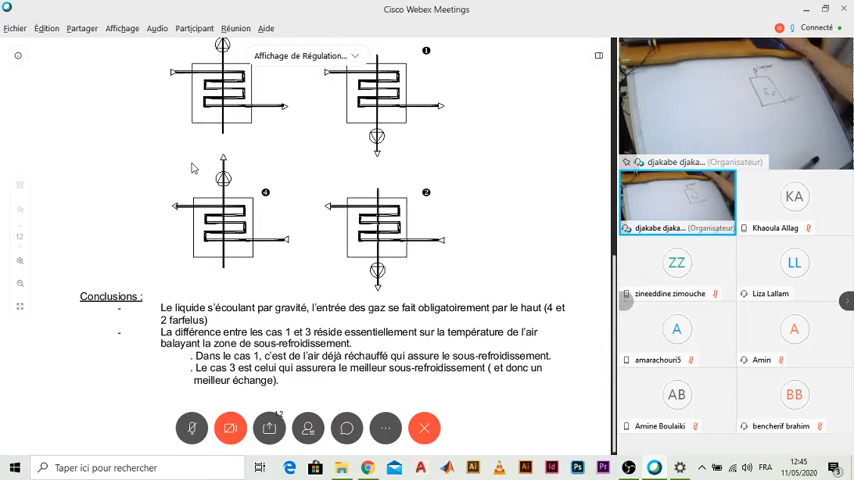 Cisco Webex Meetings
Fichier Édition Partager Affichage Audio Participant Réunion Aide
Connecté
Affichage de Régulation...
1
4
2
12
Conclusions :
- Le liquide s'écoulant par gravité, l'entrée des gaz se fait obligatoirement par le haut (4 et
2 farfelus)
- La différence entre les cas 1 et 3 réside essentiellement sur la température de l'air
balayant la zone de sous-refroidissement.
. Dans le cas 1, c'est de l'air déjà réchauffé qui assure le sous-refroidissement.
. Le cas 3 est celui qui assurera le meilleur sous-refroidissement ( et donc un
meilleur échange).
djakabe djaka... (Organisateur)
djakabe djaka... (Organisateur)
KA
Khaoula Allag
ZZ
zineeddine zimouche
LL
Liza Lallam
A
amarachouri5
A
Amin
AB
Amine Boulaiki
BB
bencherif brahim
Taper ici pour rechercher
FRA
12:45
11/05/2020
3